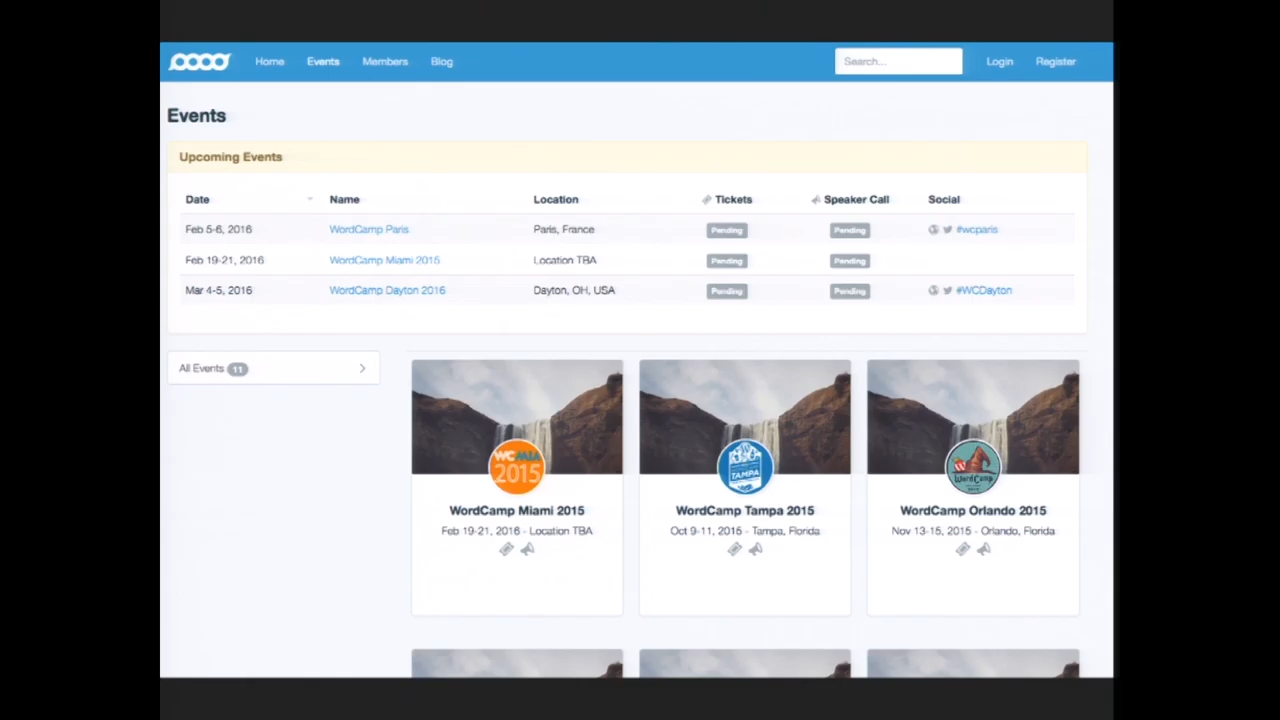 Home Events Members Blog Search... Login Register
Events
Upcoming Events
Date Name Location Tickets Speaker Call Social
Feb 5-6, 2016 WordCamp Paris Paris, France Pending Pending #wcparis
Feb 19-21, 2016 WordCamp Miami 2015 Location TBA Pending Pending
Mar 4-5, 2016 WordCamp Dayton 2016 Dayton, OH, USA Pending Pending #WCDayton
All Events 11
WCMIA
2015
TAMPA
WordCamp
WordCamp Miami 2015
Feb 19-21, 2016 - Location TBA
WordCamp Tampa 2015
Oct 9-11, 2015 - Tampa, Florida
WordCamp Orlando 2015
Nov 13-15, 2015 - Orlando, Florida